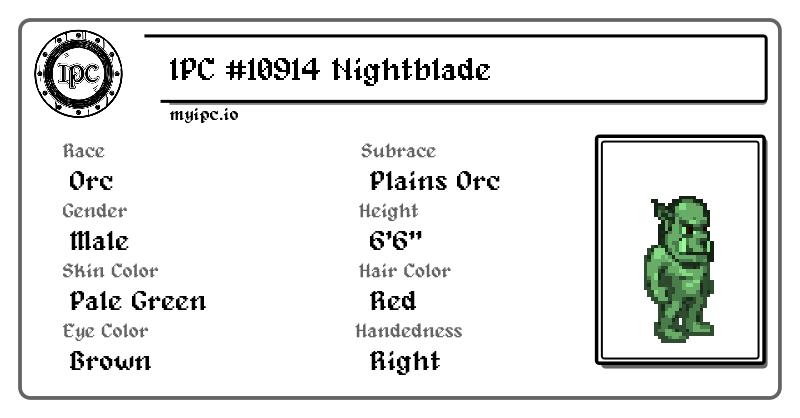 IPC
IPC #10914 Nightblade
myipc.io
Race
Orc
Subrace
Plains Orc
Gender
Male
Height
6'6"
Skin Color
Pale Green
Hair Color
Red
Eye Color
Brown
Handedness
Right